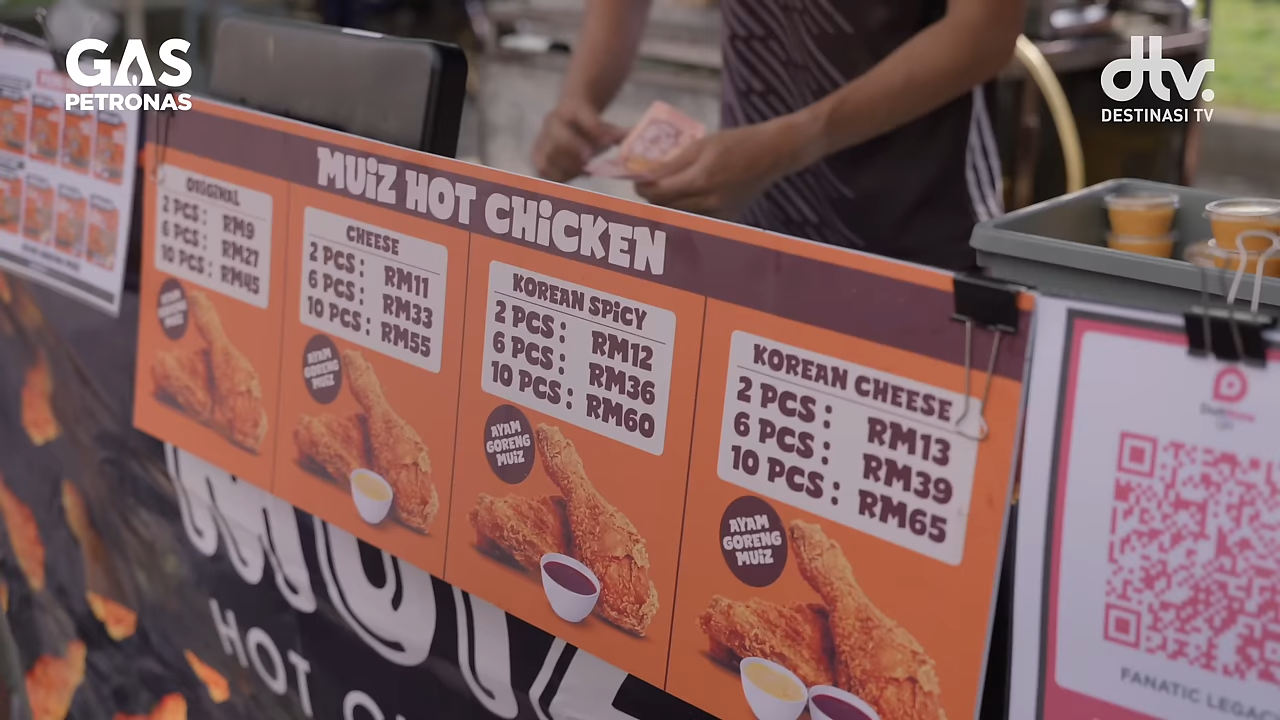 GAS
PETRONAS
dtv.
DESTINASI TV
MUIZ HOT CHICKEN
ORIGINAL
2 PCS : RM9
6 PCS : RM27
10 PCS : RM45
CHEESE
2 PCS : RM11
6 PCS : RM33
10 PCS : RM55
AYAM
GORENG
MUIZ
KOREAN SPICY
2 PCS : RM12
6 PCS : RM36
10 PCS : RM60
AYAM
GORENG
MUIZ
KOREAN CHEESE
2 PCS : RM13
6 PCS : RM39
10 PCS : RM65
AYAM
GORENG
MUIZ
HOT
FANATIC LEGAC